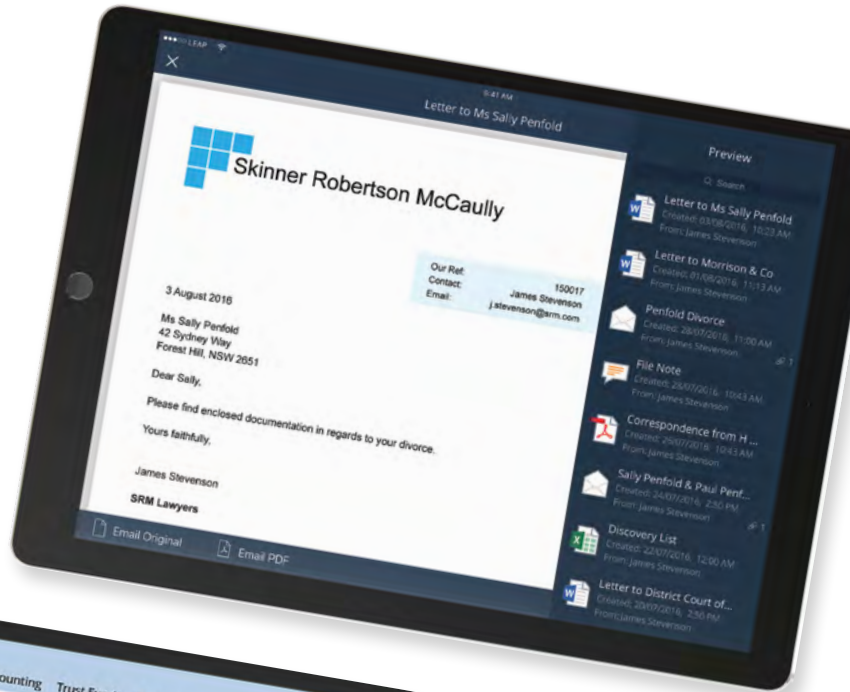 LEAP
9:41 AM
Letter to Ms Sally Penfold
Skinner Robertson McCaully
Our Ref: 150017
Contact: James Stevenson
Email: j.stevenson@srm.com
3 August 2016
Ms Sally Penfold
42 Sydney Way
Forest Hill, NSW 2651
Dear Sally,
Please find enclosed documentation in regards to your divorce.
Yours faithfully,
James Stevenson
SRM Lawyers
Email Original
Email PDF
Preview
Search
Letter to Ms Sally Penfold
Created: 03/08/2016, 10:23 AM
From: James Stevenson
Letter to Morrison & Co
Created: 01/08/2016, 11:13 AM
From: James Stevenson
Penfold Divorce
Created: 28/07/2016, 11:00 AM
From: James Stevenson
1
File Note
Created: 26/07/2016, 10:43 AM
From: James Stevenson
Correspondence from H ...
Created: 26/07/2016, 10:43 AM
From: James Stevenson
Sally Penfold & Paul Penf...
Created: 24/07/2016, 2:50 PM
From: James Stevenson
1
Discovery List
Created: 22/07/2016, 12:00 AM
From: James Stevenson
Letter to District Court of...
Created: 20/07/2016, 2:50 PM
From: James Stevenson
Trust